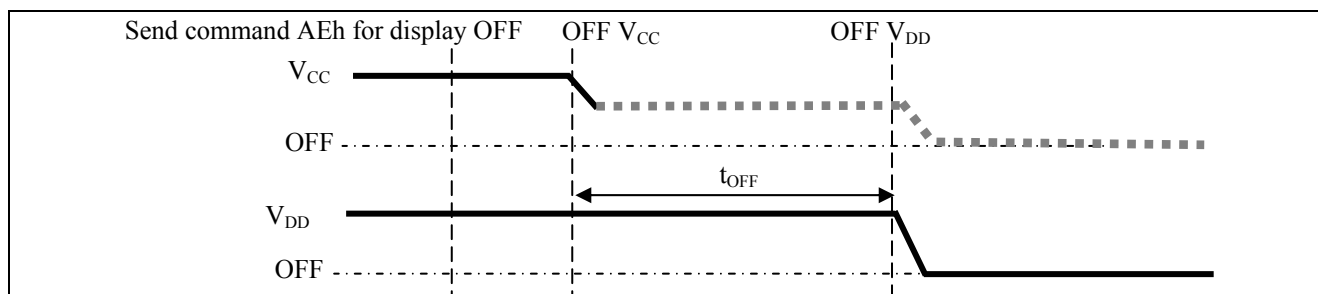 Send command AEh for display OFF OFF VCC OFF VDD
VCC
OFF
tOFF
VDD
OFF